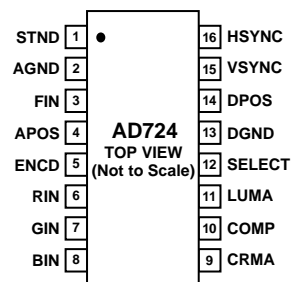 STND 1
AGND 2
FIN 3
APOS 4
ENCD 5
RIN 6
GIN 7
BIN 8
AD724
TOP VIEW
(Not to Scale)
16 HSYNC
15 VSYNC
14 DPOS
13 DGND
12 SELECT
11 LUMA
10 COMP
9 CRMA